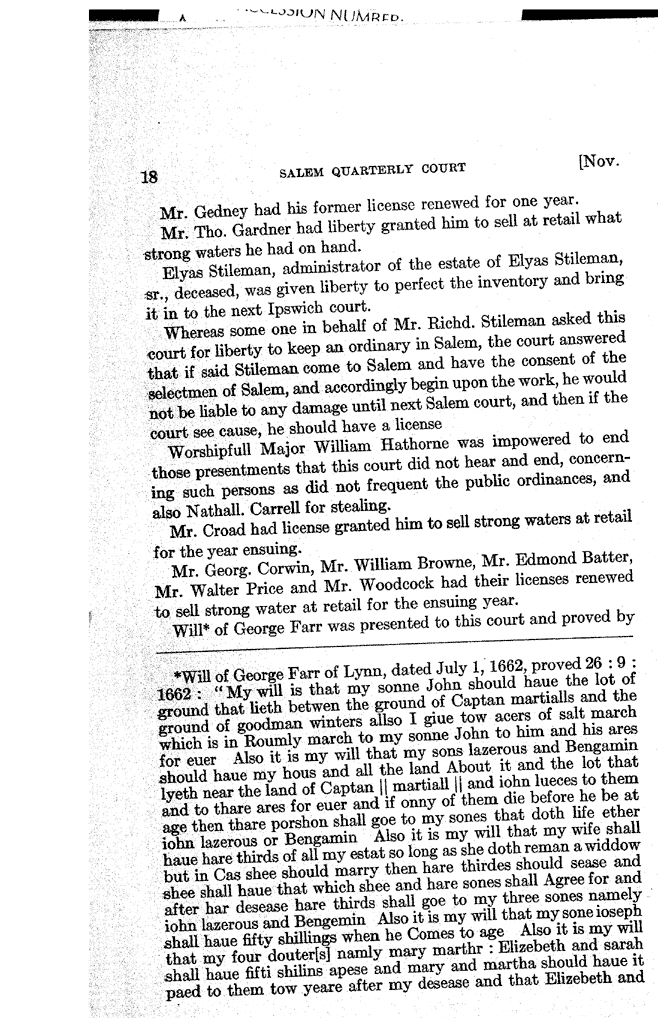 NUMBER.
18 SALEM QUARTERLY COURT [Nov.
Mr. Gedney had his former license renewed for one year.
Mr. Tho. Gardner had liberty granted him to sell at retail what
strong waters he had on hand.
Elyas Stileman, administrator of the estate of Elyas Stileman,
sr., deceased, was given liberty to perfect the inventory and bring
it in to the next Ipswich court.
Whereas some one in behalf of Mr. Richd. Stileman asked this
court for liberty to keep an ordinary in Salem, the court answered
that if said Stileman come to Salem and have the consent of the
selectmen of Salem, and accordingly begin upon the work, he would
not be liable to any damage until next Salem court, and then if the
court see cause, he should have a license
Worshipfull Major William Hathorne was impowered to end
those presentments that this court did not hear and end, concern-
ing such persons as did not frequent the public ordinances, and
also Nathall. Carrell for stealing.
Mr. Croad had license granted him to sell strong waters at retail
for the year ensuing.
Mr. Georg. Corwin, Mr. William Browne, Mr. Edmond Batter,
Mr. Walter Price and Mr. Woodcock had their licenses renewed
to sell strong water at retail for the ensuing year.
Will* of George Farr was presented to this court and proved by
*Will of George Farr of Lynn, dated July 1, 1662, proved 26 : 9 :
1662 : "My will is that my sonne John should haue the lot of
ground that lieth betwen the ground of Captan martialls and the
ground of goodman winters allso I giue tow acers of salt march
which is in Roumly march to my sonne John to him and his ares
for euer Also it is my will that my sons lazerous and Bengamin
should haue my hous and all the land About it and the lot that
lyeth near the land of Captan || martiall || and iohn lueces to them
and to thare ares for euer and if onny of them die before he be at
age then thare porshon shall goe to my sones that doth life ether
iohn lazerous or Bengamin Also it is my will that my wife shall
haue hare thirds of all my estat so long as she doth reman a widdow
but in Cas shee should marry then hare thirdes should sease and
shee shall haue that which shee and hare sones shall Agree for and
after har desease hare thirds shall goe to my three sones namely
iohn lazerous and Bengemin Also it is my will that my sone ioseph
shall haue fifty shillings when he Comes to age Also it is my will
that my four douter[s] namly mary marthr : Elizebeth and sarah
shall haue fifti shilins apese and mary and martha should haue it
paed to them tow yeare after my desease and that Elizebeth and